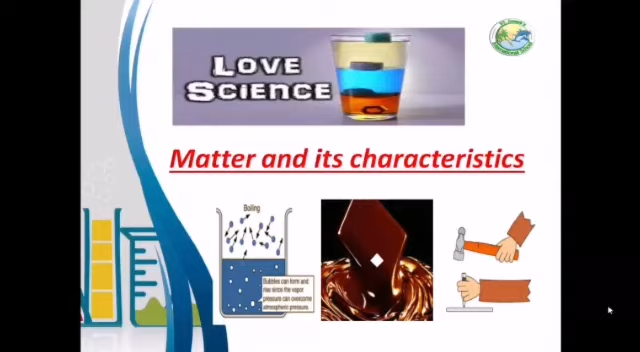 LOVE
SCIENCE
Matter and its characteristics
Boiling
Bubbles can form and
rise since the vapor
pressure can overcome
atmospheric pressure.